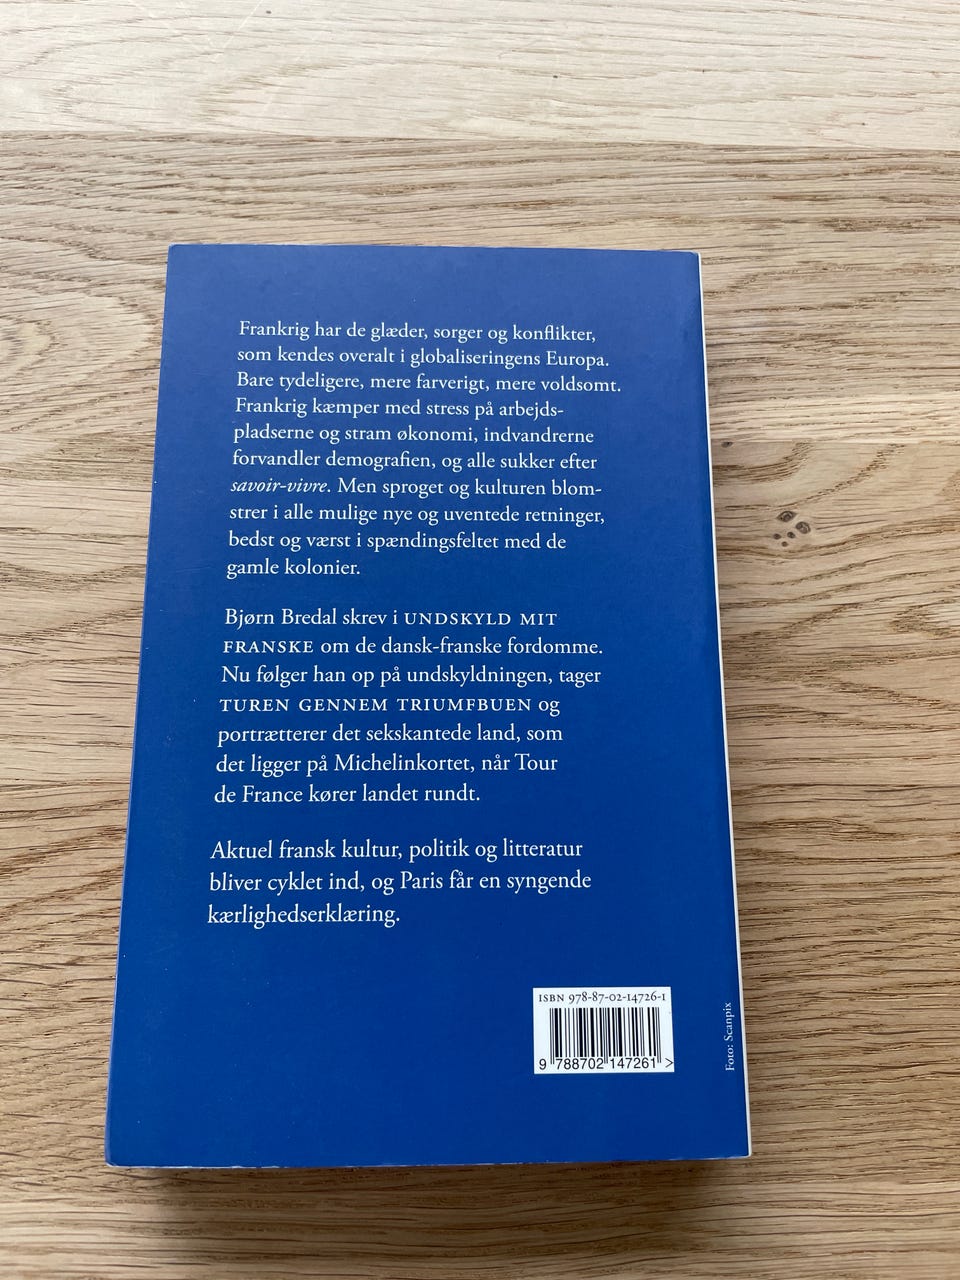 Frankrig har de glæder, sorger og konflikter,
som kendes overalt i globaliseringens Europa.
Bare tydeligere, mere farverigt, mere voldsomt.
Frankrig kæmper med stress på arbejds-
pladserne og stram økonomi, indvandrerne
forvandler demografien, og alle sukker efter
savoir-vivre. Men sproget og kulturen blom-
strer i alle mulige nye og uventede retninger,
bedst og værst i spændingsfeltet med de
gamle kolonier.
Bjørn Bredal skrev i UNDSKYLD MIT
FRANSKE om de dansk-franske fordomme.
Nu følger han op på undskyldningen, tager
TUREN GENNEM TRIUMFBUEN og
portrætterer det sekskantede land, som
det ligger på Michelinkortet, når Tour
de France kører landet rundt.
Aktuel fransk kultur, politik og litteratur
bliver cyklet ind, og Paris får en syngende
kærlighedserklæring.
ISBN 978-87-02-14726-1
9 788702 147261 >
Foto: Scanpix